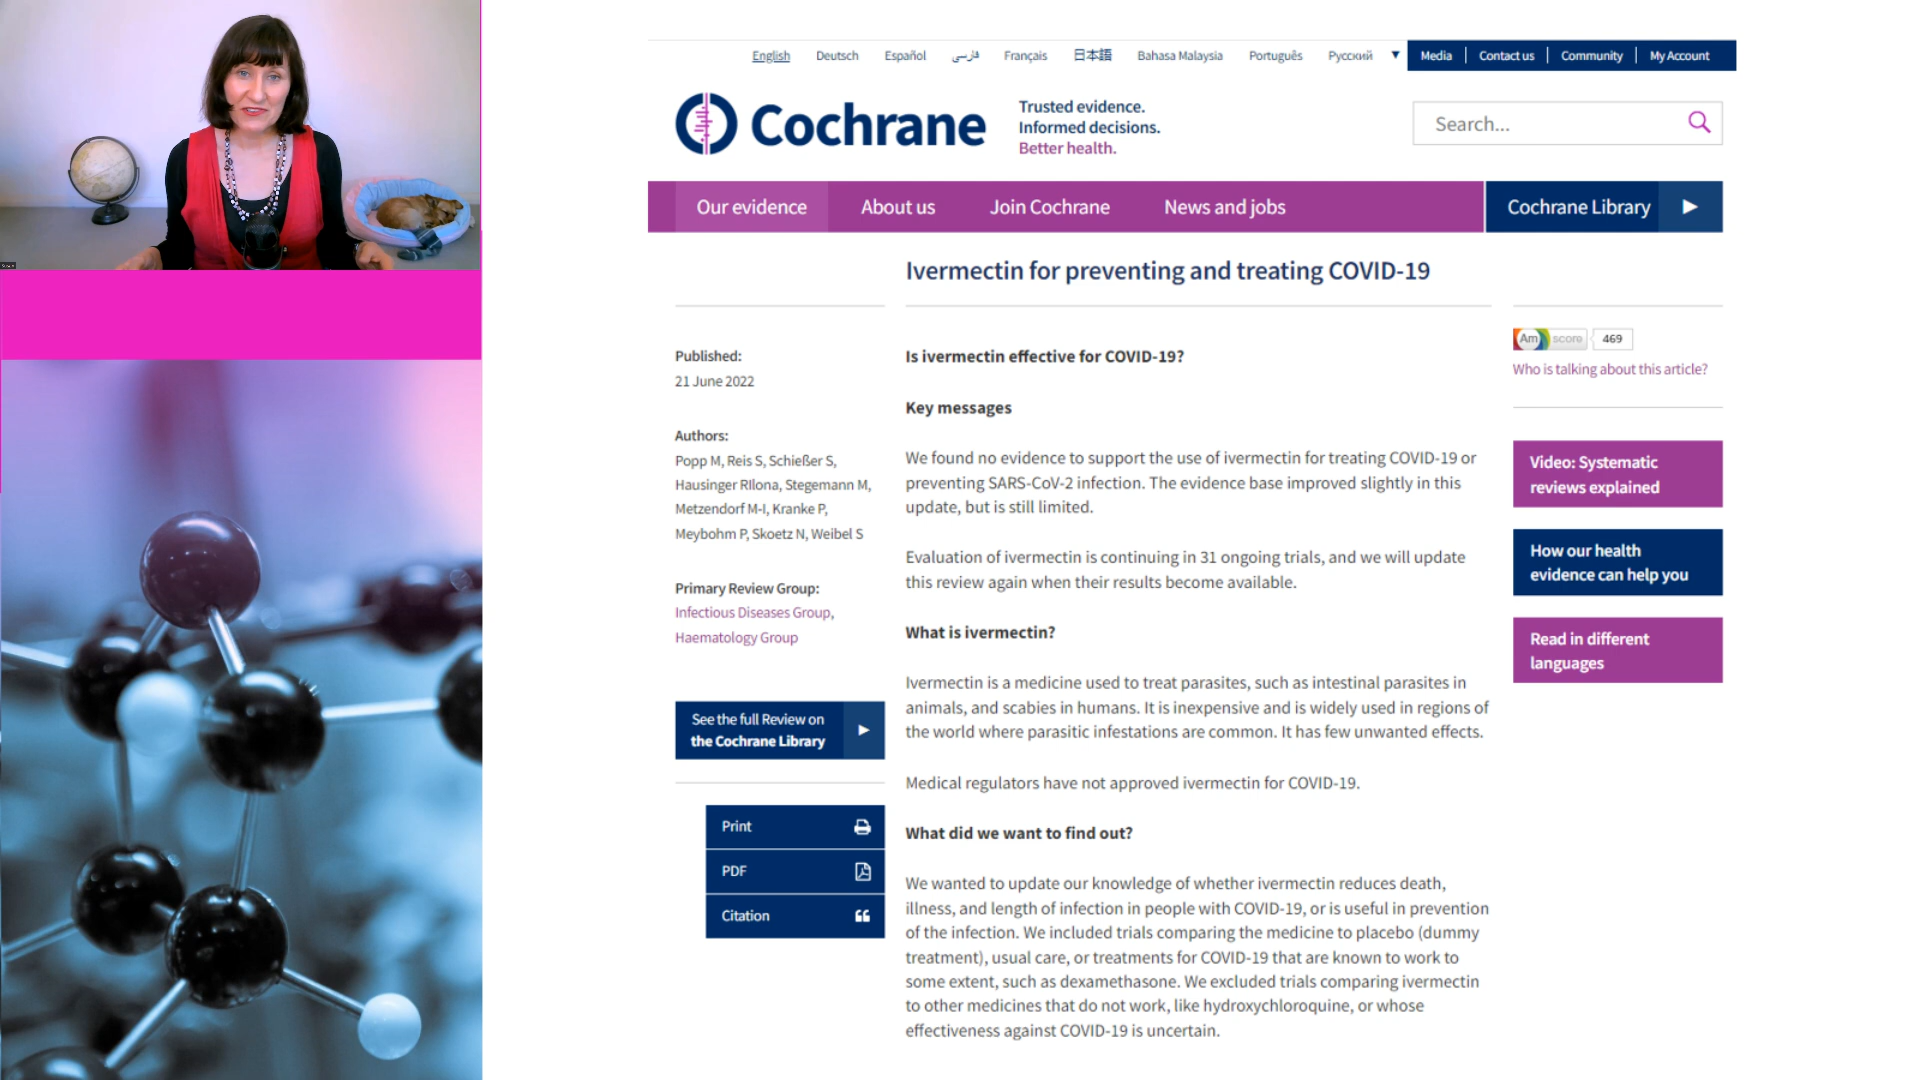 English Deutsch Español فارسی Français 日本語 Bahasa Malaysia Português Русский
Media Contact us Community My Account
Cochrane
Trusted evidence.
Informed decisions.
Better health.
Search...
Our evidence About us Join Cochrane News and jobs Cochrane Library
Ivermectin for preventing and treating COVID-19
Published:
21 June 2022
Authors:
Popp M, Reis S, Schießer S,
Hausinger RIlona, Stegemann M,
Metzendorf M-I, Kranke P,
Meybohm P, Skoetz N, Weibel S
Primary Review Group:
Infectious Diseases Group,
Haematology Group
See the full Review on
the Cochrane Library
Print
PDF
Citation
Is ivermectin effective for COVID-19?
Key messages
We found no evidence to support the use of ivermectin for treating COVID-19 or
preventing SARS-CoV-2 infection. The evidence base improved slightly in this
update, but is still limited.
Evaluation of ivermectin is continuing in 31 ongoing trials, and we will update
this review again when their results become available.
What is ivermectin?
Ivermectin is a medicine used to treat parasites, such as intestinal parasites in
animals, and scabies in humans. It is inexpensive and is widely used in regions of
the world where parasitic infestations are common. It has few unwanted effects.
Medical regulators have not approved ivermectin for COVID-19.
What did we want to find out?
We wanted to update our knowledge of whether ivermectin reduces death,
illness, and length of infection in people with COVID-19, or is useful in prevention
of the infection. We included trials comparing the medicine to placebo (dummy
treatment), usual care, or treatments for COVID-19 that are known to work to
some extent, such as dexamethasone. We excluded trials comparing ivermectin
to other medicines that do not work, like hydroxychloroquine, or whose
effectiveness against COVID-19 is uncertain.
Am score 469
Who is talking about this article?
Video: Systematic
reviews explained
How our health
evidence can help you
Read in different
languages